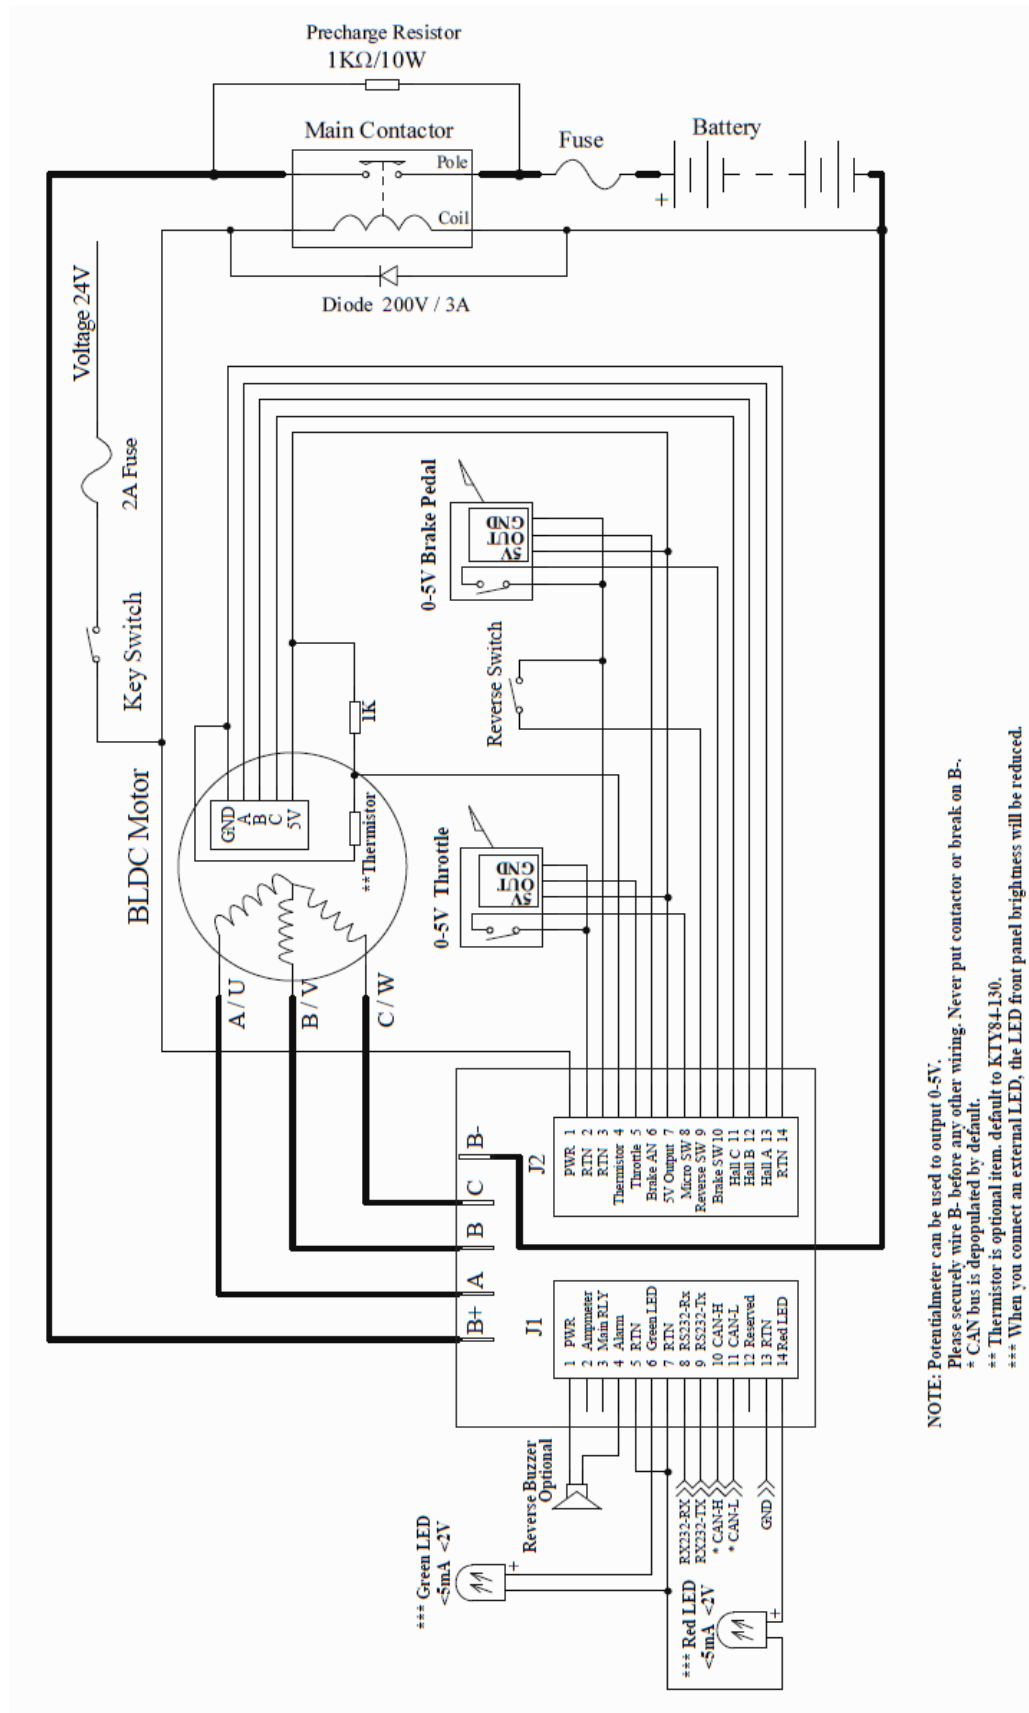 Precharge Resistor
1KΩ/10W
Main Contactor
Pole
Coil
Fuse
Battery
+
Diode 200V / 3A
Voltage 24V
2A Fuse
Key Switch
BLDC Motor
GND
A
B
C
5V
1K
**Thermistor
A / U
B / V
C / W
0-5V Brake Pedal
GND
OUT
5V
Reverse Switch
0-5V Throttle
GND
OUT
5V
B+
A
B
C
B-
J2
PWR 1
RTN 2
RTN 3
Thermistor 4
Throttle 5
Brake AN 6
5V Output 7
Micro SW 8
Reverse SW 9
Brake SW 10
Hall C 11
Hall B 12
Hall A 13
RTN 14
J1
1 PWR
2 Ampmeter
3 Main RLY
4 Alarm
5 RTN
6 Green LED
7 RTN
8 RS232-Rx
9 RS232-Tx
10 CAN-H
11 CAN-L
12 Reserved
13 RTN
14 Red LED
Reverse Buzzer
Optional
*** Green LED
<5mA <2V
+
RX232-RX
RX232-TX
* CAN-H
* CAN-L
GND
*** Red LED
<5mA <2V
+
NOTE: Potentialmeter can be used to output 0-5V.
Please securely wire B- before any other wiring. Never put contactor or break on B-.
* CAN bus is depopulated by default.
** Thermistor is optional item. default to KTY84-130.
*** When you connect an external LED, the LED front panel brightness will be reduced.